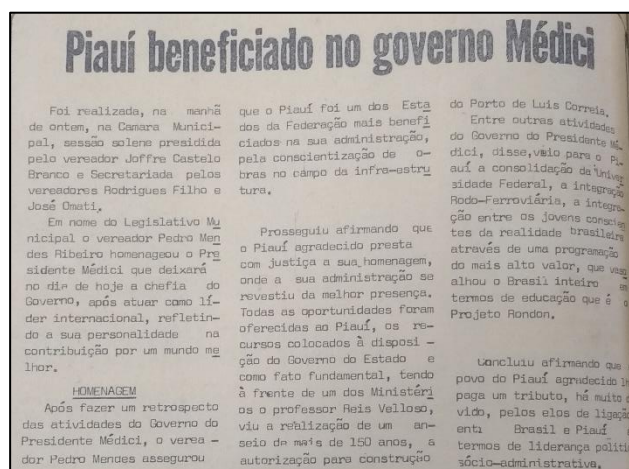 Piauí beneficiado no governo Médici
Foi realizada, na manhã
de ontem, na Camara Munici-
pal, sessão solene presidida
pelo vereador Joffre Castelo
Branco e Secretariada pelos
vereadores Rodrigues Filho e
José Omati.
Em nome do Legislativo Mu
nicipal o vereador Pedro Men
des Ribeiro homenageou o Pre
sidente Médici que deixará
no dia de hoje a chefia do
Governo, após atuar como lí-
der internacional, refletin-
do a sua personalidade na
contribuição por um mundo me
lhor.
HOMENAGEM
Após fazer um retrospecto
das atividades do Governo do
Presidente Médici, o verea -
dor Pedro Mendes assegurou
que o Piauí foi um dos Esta
dos da Federação mais benefi
ciados na sua administração,
pela conscientização de o-
bras no câmpo da infra-estru
tura.
Prosseguiu afirmando que
o Piauí agradecido presta
com justiça a sua homenagem,
onde a sua administração se
revestiu da melhor presença.
Todas as oportunidades foram
oferecidas ao Piauí, os re-
cursos colocados à disposi -
ção do Governo do Estado e
como fato fundamental, tendo
à frente de um dos Ministéri
os o professor Reis Velloso,
viu a realização de um an-
seio de mais de 150 anos, a
autorização para construção
do Porto de Luis Correia.
Entre outras atividades
do Governo do Presidente Mé
dici, disse, veio para o Pi-
auí a consolidação da Univer
sidade Federal, a integração
Rodo-Ferroviária, a integra-
ção entre os jovens conscien
tes da realidade brasileira
através de uma programação
do mais alto valor, que
alhou o Brasil inteiro em
termos de educação que é o
Projeto Rondon.
Concluiu afirmando que
povo do Piauí agradecido
paga um tributo, há muito
vido, pelos elos de ligação
Brasil e Piauí
termos de liderança
sócio-administrativa.